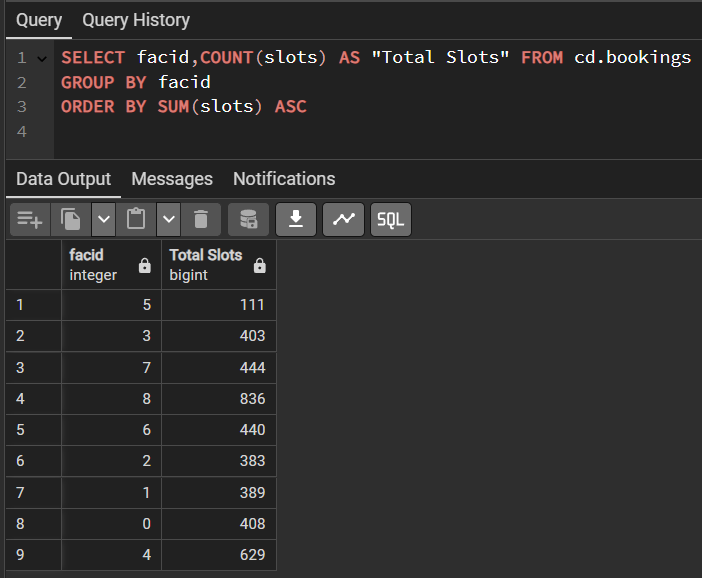 Query Query History
1 SELECT facid,COUNT(slots) AS "Total Slots" FROM cd.bookings
2 GROUP BY facid
3 ORDER BY SUM(slots) ASC
4
Data Output Messages Notifications
SQL
facid Total Slots
integer bigint
1 5 111
2 3 403
3 7 444
4 8 836
5 6 440
6 2 383
7 1 389
8 0 408
9 4 629